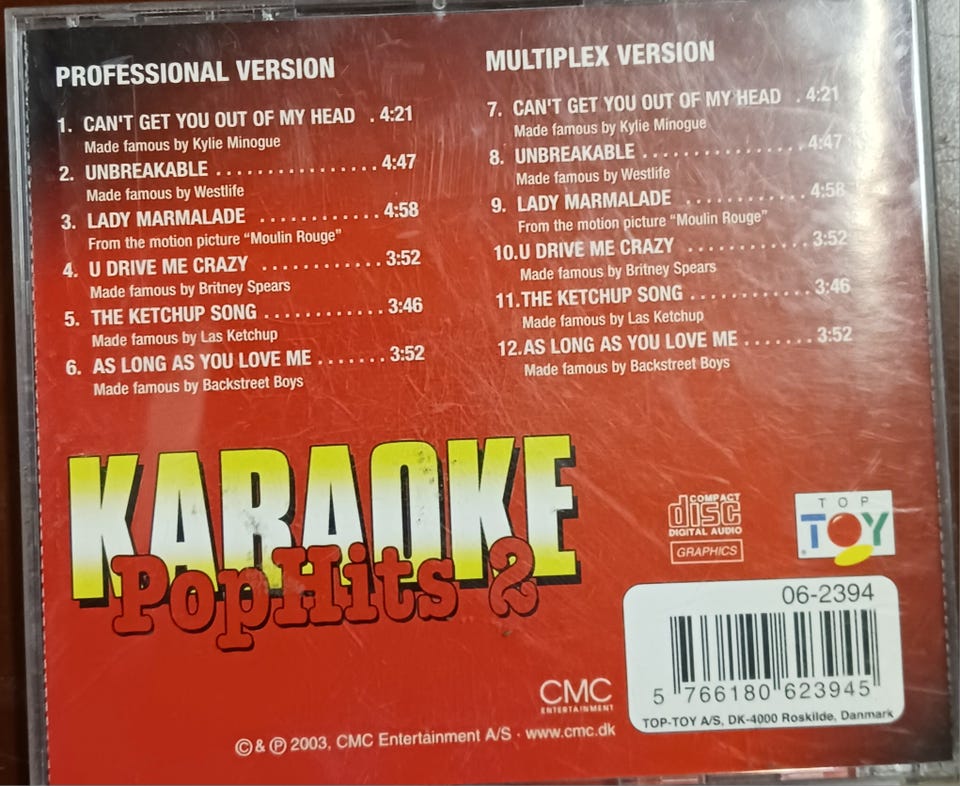 PROFESSIONAL VERSION
1. CAN'T GET YOU OUT OF MY HEAD . 4:21
Made famous by Kylie Minogue
2. UNBREAKABLE . . . . . . . . . . . . . . . . 4:47
Made famous by Westlife
3. LADY MARMALADE . . . . . . . . . . . . 4:58
From the motion picture “Moulin Rouge”
4. U DRIVE ME CRAZY . . . . . . . . . . . . 3:52
Made famous by Britney Spears
5. THE KETCHUP SONG . . . . . . . . . . . . 3:46
Made famous by Las Ketchup
6. AS LONG AS YOU LOVE ME . . . . . . . 3:52
Made famous by Backstreet Boys
MULTIPLEX VERSION
7. CAN'T GET YOU OUT OF MY HEAD . 4:21
Made famous by Kylie Minogue
8. UNBREAKABLE . . . . . . . . . . . . . . . . 4:47
Made famous by Westlife
9. LADY MARMALADE . . . . . . . . . . . . 4:58
From the motion picture “Moulin Rouge”
10.U DRIVE ME CRAZY . . . . . . . . . . . . 3:52
Made famous by Britney Spears
11.THE KETCHUP SONG . . . . . . . . . . . . 3:46
Made famous by Las Ketchup
12.AS LONG AS YOU LOVE ME . . . . . . . 3:52
Made famous by Backstreet Boys
KARAOKE
PopHits 2
COMPACT
disc
DIGITAL AUDIO
GRAPHICS
TOP
TOY
06-2394
5 766180 623945
TOP-TOY A/S, DK-4000 Roskilde, Danmark
CMC
ENTERTAINMENT
© & ℗ 2003, CMC Entertainment A/S · www.cmc.dk